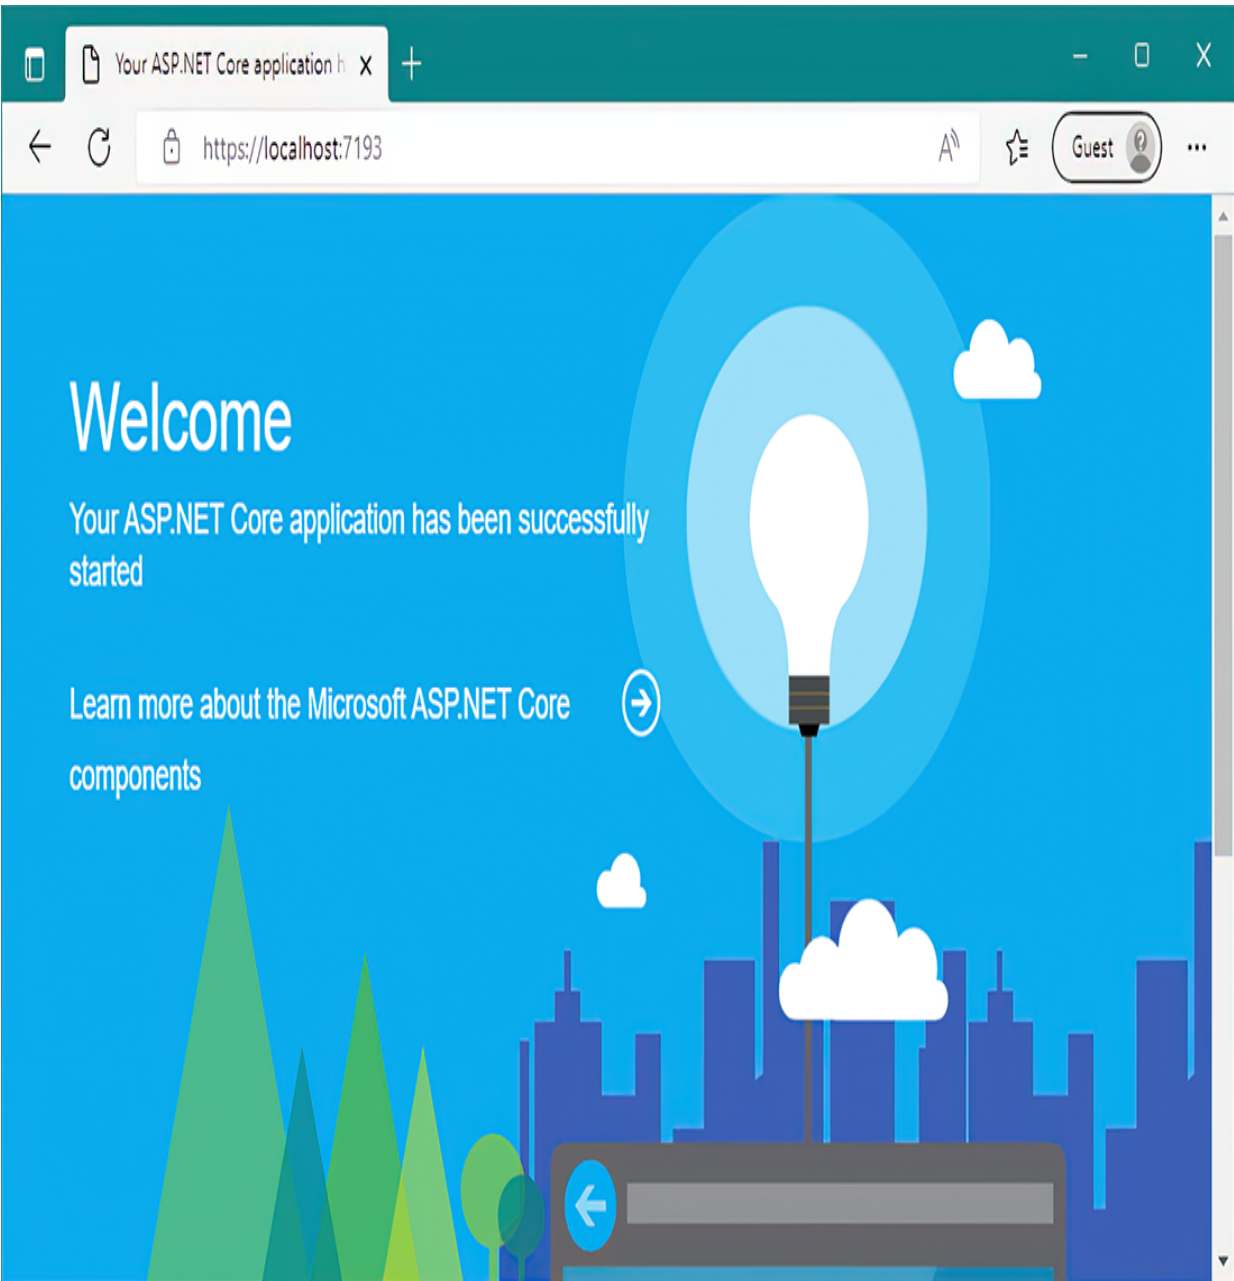 Your ASP.NET Core application h
https://localhost:7193
Guest
Welcome
Your ASP.NET Core application has been successfully
started
Learn more about the Microsoft ASP.NET Core
components